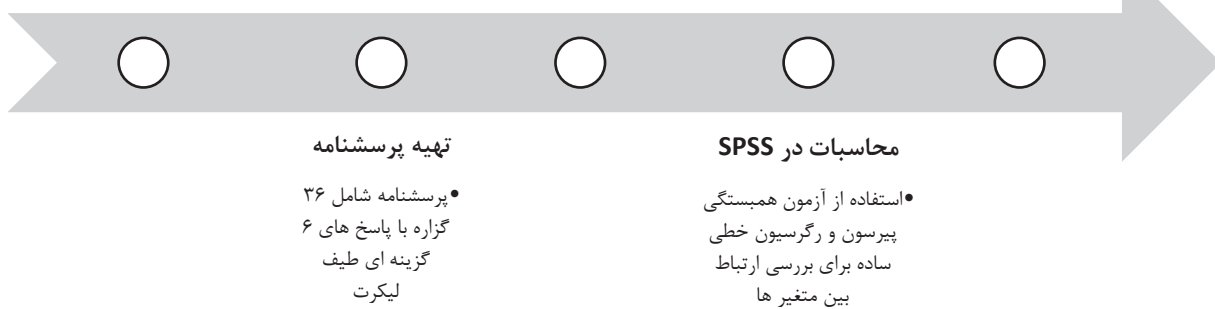 تهیه پرسشنامه
•پرسشنامه شامل ۳۶
گزاره با پاسخ های ۶
گزینه ای طیف
لیکرت
محاسبات در SPSS
•استفاده از آزمون همبستگی
پیرسون و رگرسیون خطی
ساده برای بررسی ارتباط
بین متغیر ها